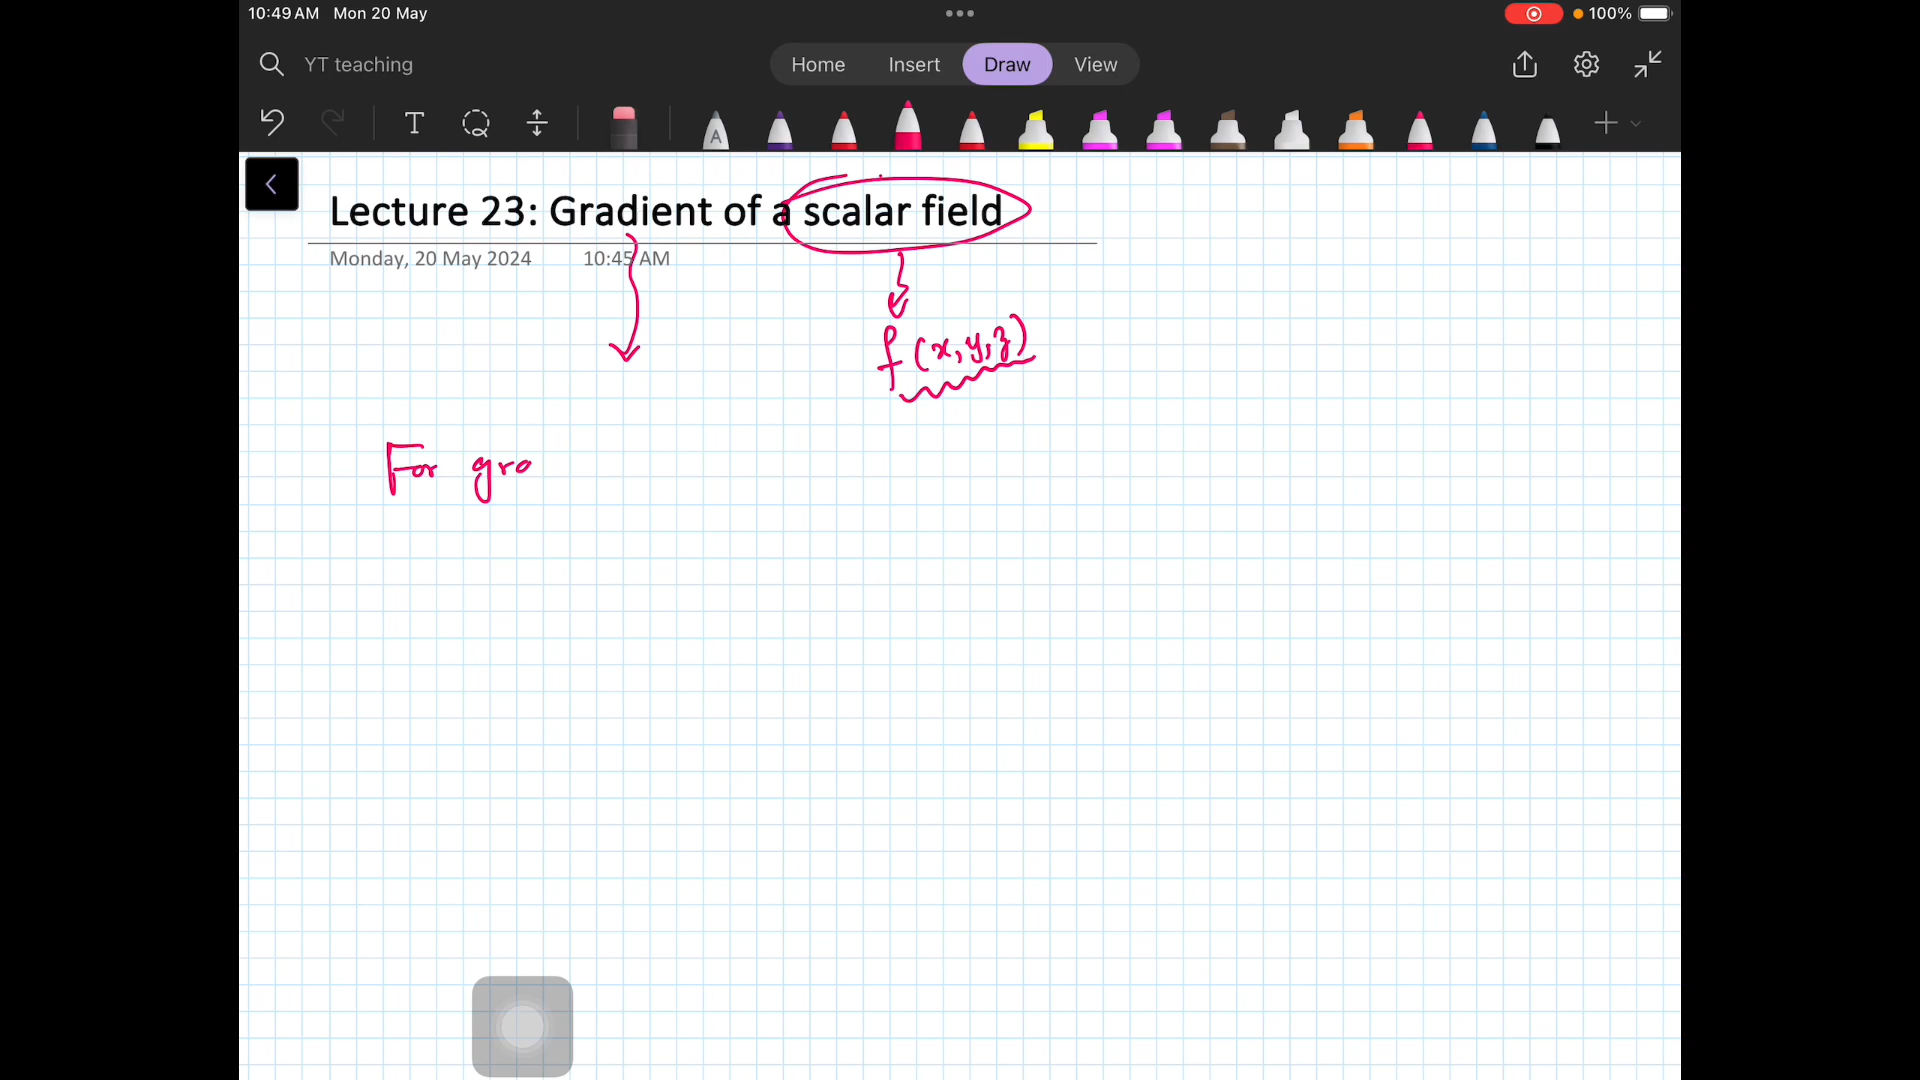 10:49 AM Mon 20 May 100%
YT teaching Home Insert Draw View
T A
Lecture 23: Gradient of a scalar field
Monday, 20 May 2024 10:45 AM
f(x,y,z)
For gra